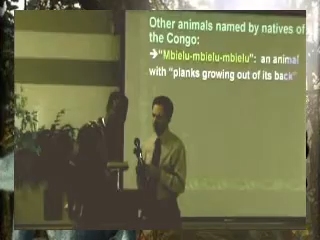 Other animals named by natives of
the Congo:
→"Mbielu-mbielu-mbielu": an animal
with "planks growing out of its back"